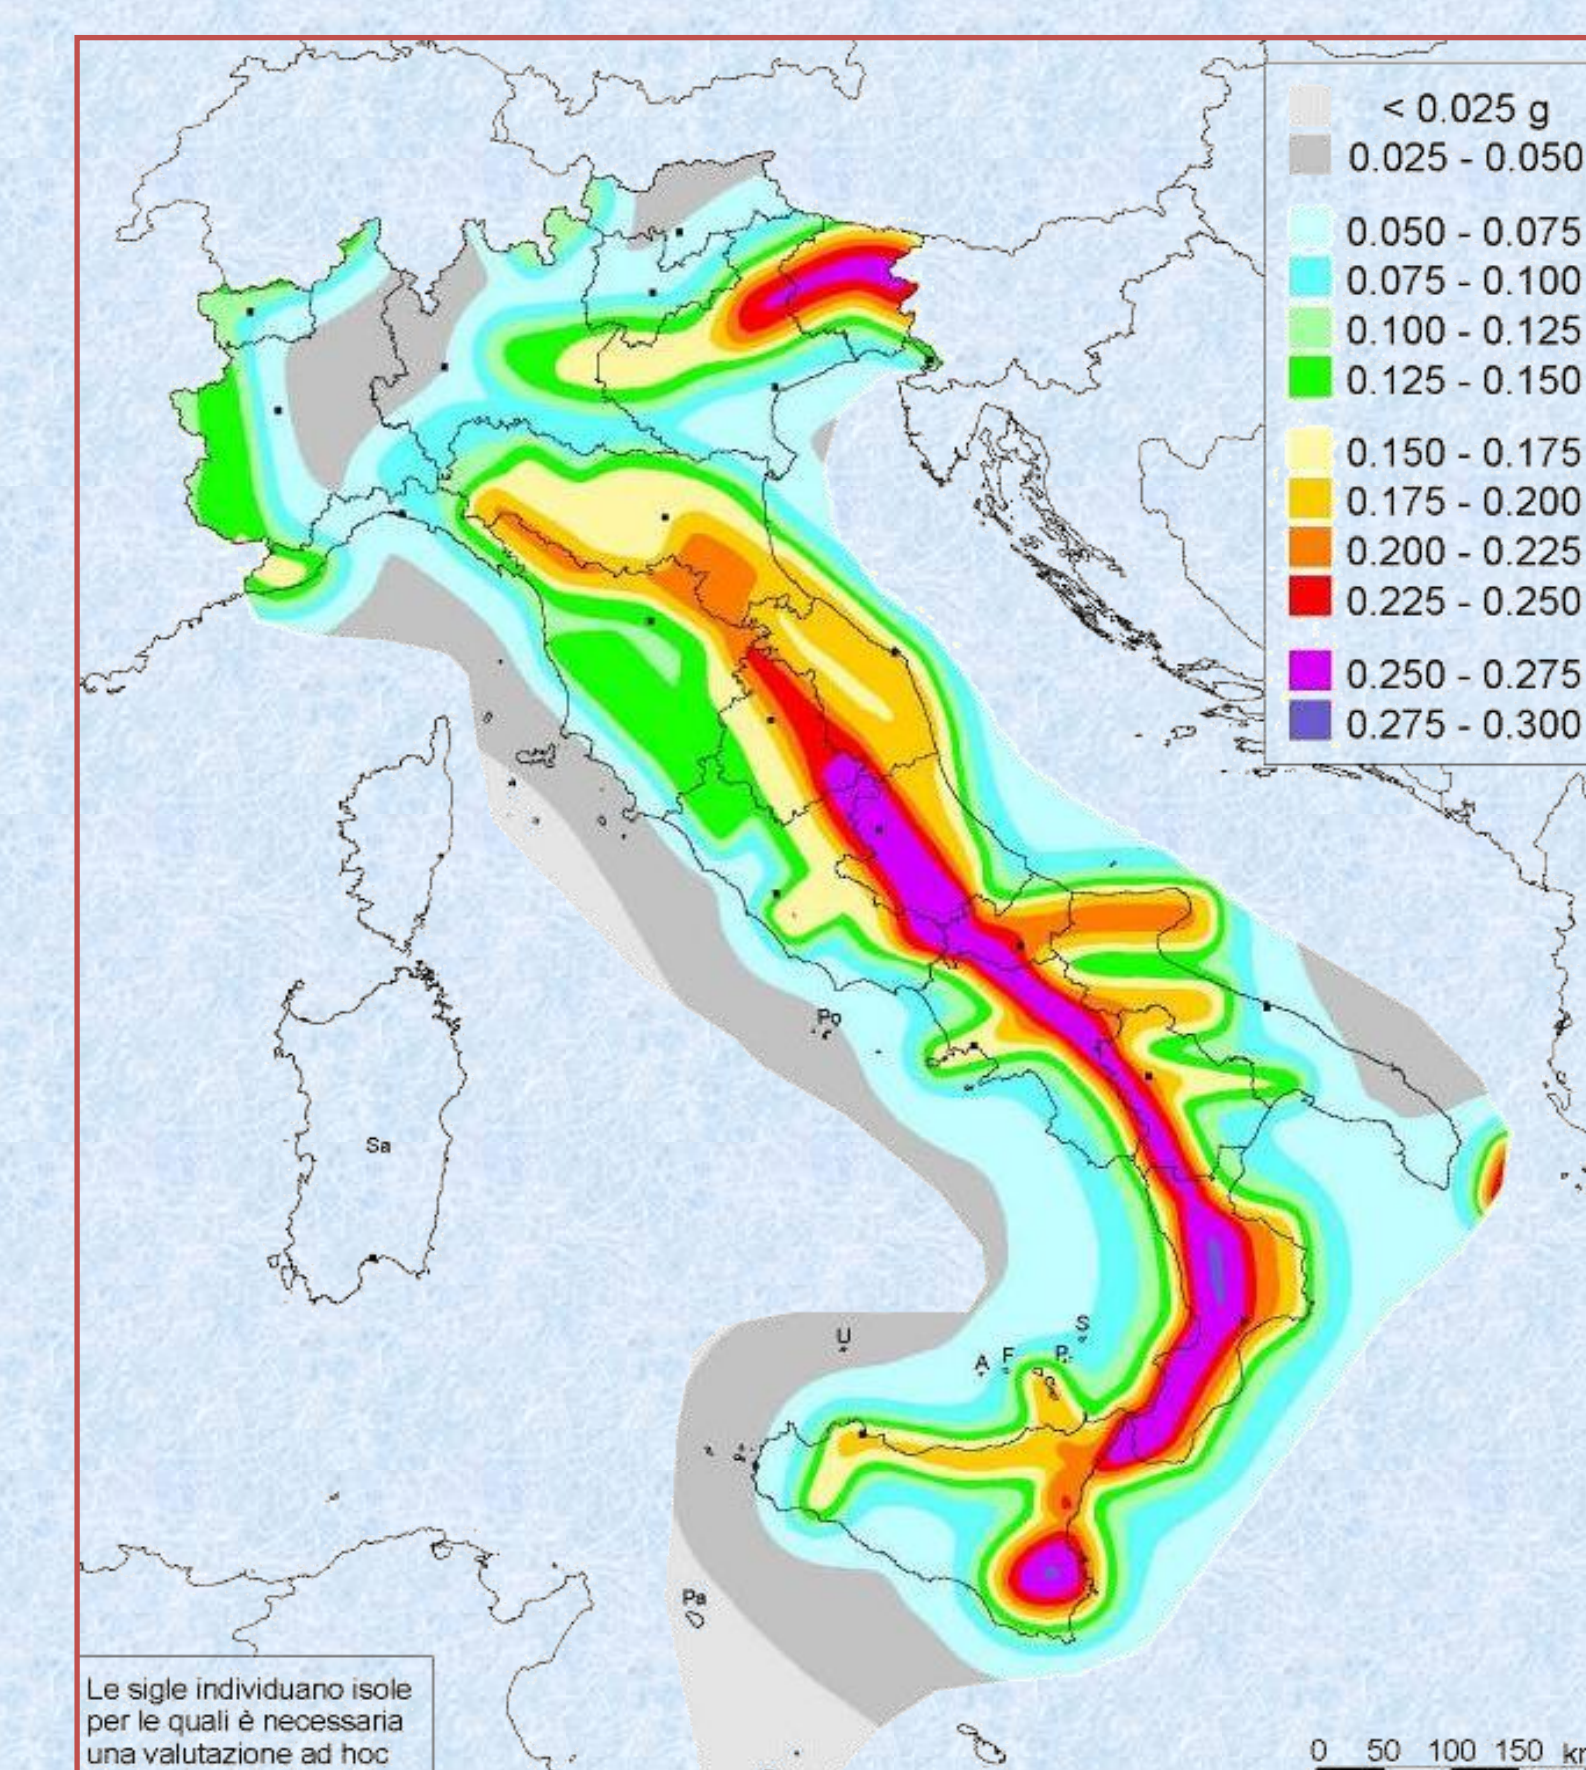 < 0.025 g
0.025 - 0.050
0.050 - 0.075
0.075 - 0.100
0.100 - 0.125
0.125 - 0.150
0.150 - 0.175
0.175 - 0.200
0.200 - 0.225
0.225 - 0.250
0.250 - 0.275
0.275 - 0.300
Po
Sa
S
U
A F P
Pa
Le sigle individuano isole
per le quali è necessaria
una valutazione ad hoc
0 50 100 150 km